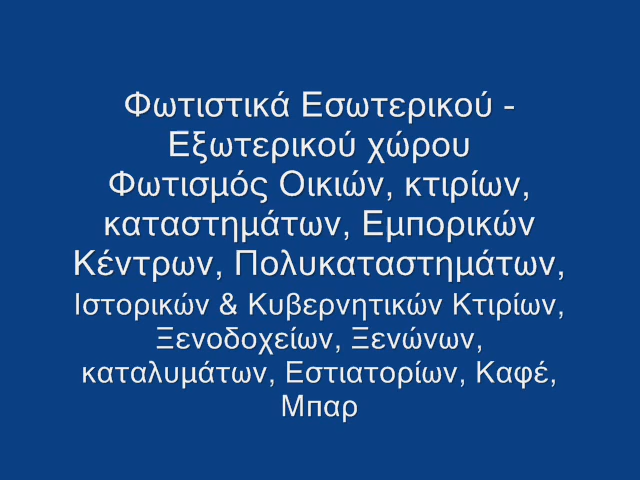 Φωτιστικά Εσωτερικού -
Εξωτερικού χώρου
Φωτισμός Οικιών, κτιρίων,
καταστημάτων, Εμπορικών
Κέντρων, Πολυκαταστημάτων,
Ιστορικών & Κυβερνητικών Κτιρίων,
Ξενοδοχείων, Ξενώνων,
καταλυμάτων, Εστιατορίων, Καφέ,
Μπαρ